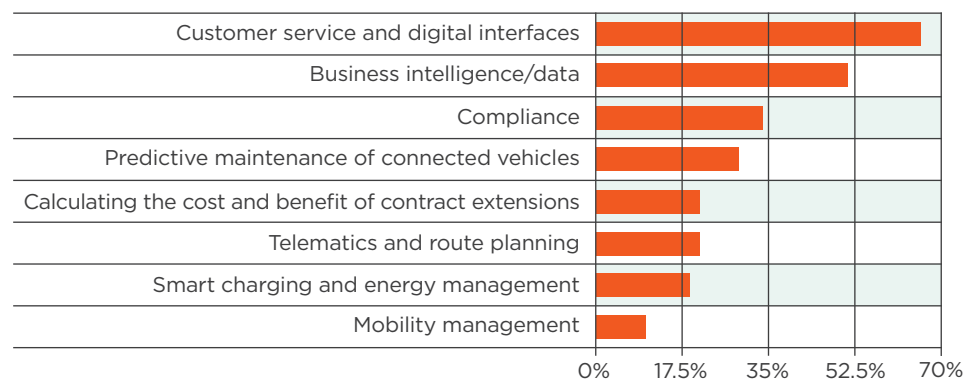 Customer service and digital interfaces
Business intelligence/data
Compliance
Predictive maintenance of connected vehicles
Calculating the cost and benefit of contract extensions
Telematics and route planning
Smart charging and energy management
Mobility management
0% 17.5% 35% 52.5% 70%